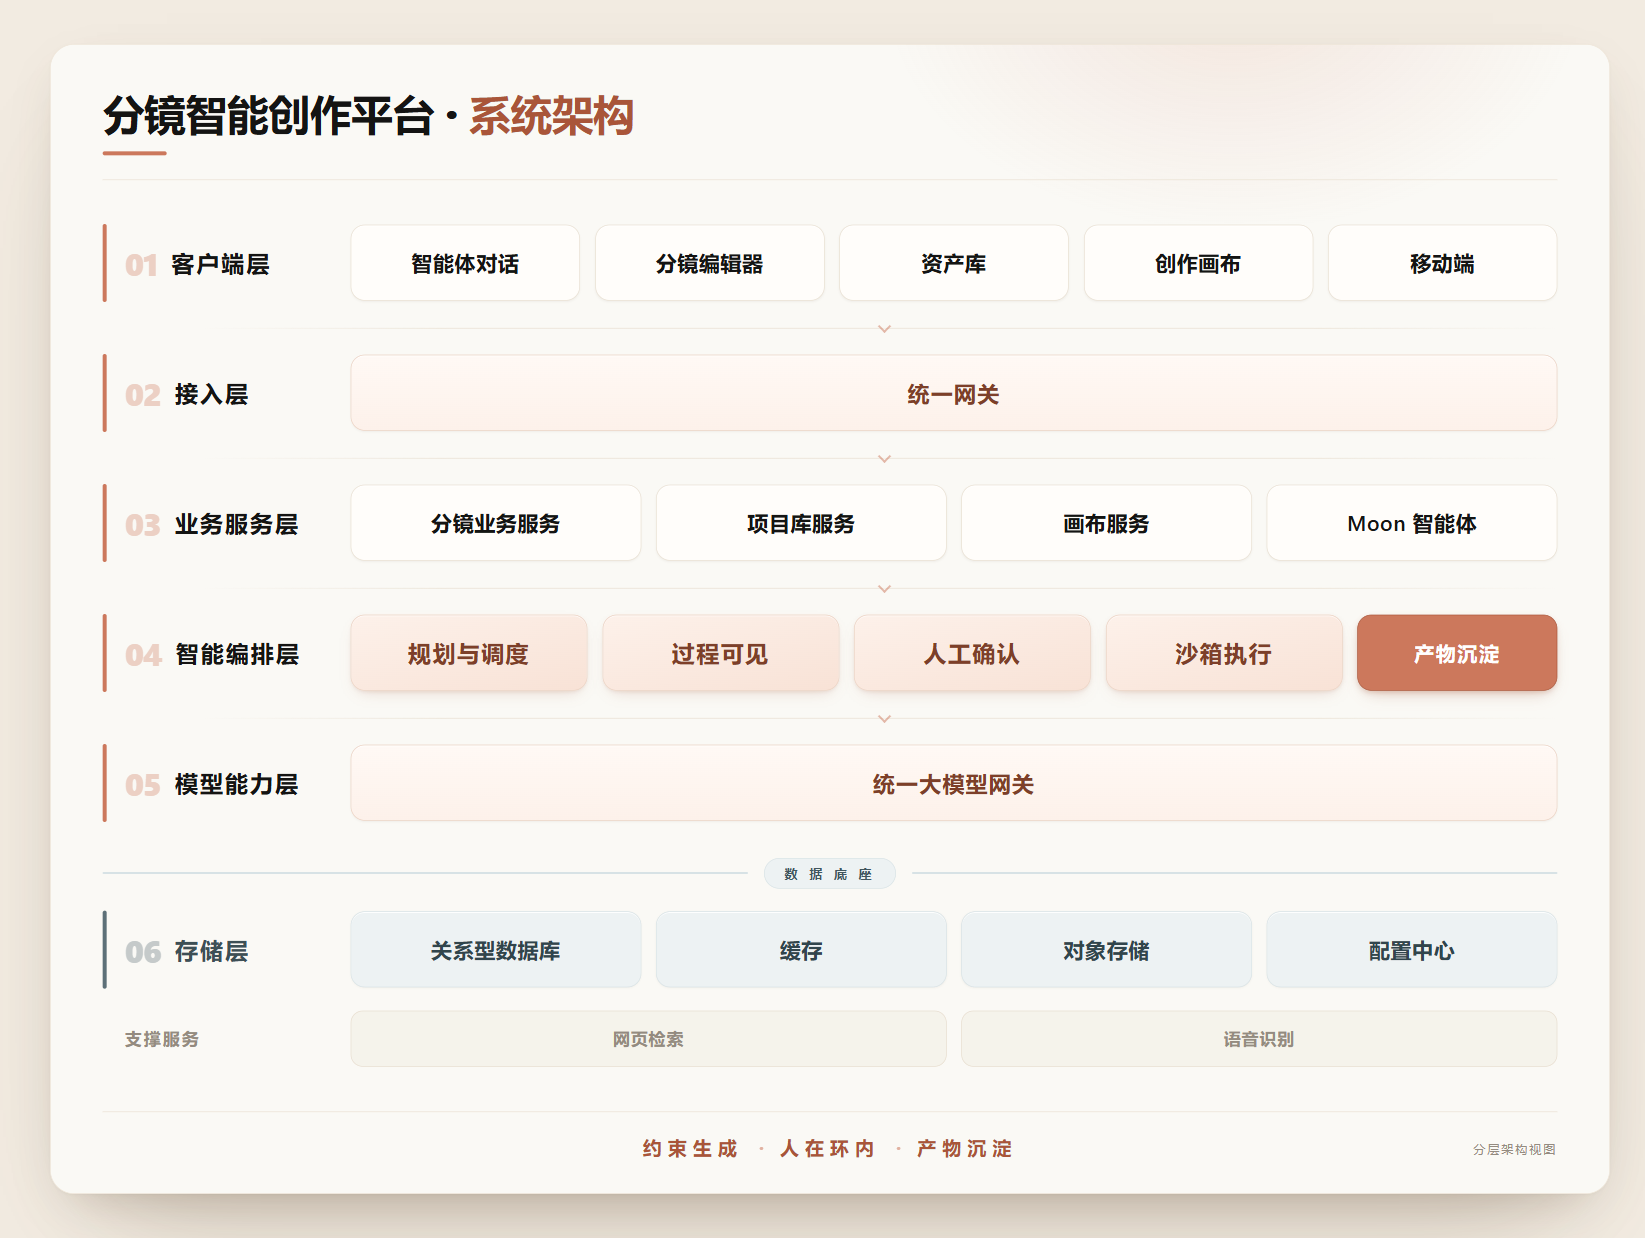 分镜智能创作平台 · 系统架构
01 客户端层 智能体对话 分镜编辑器 资产库 创作画布 移动端
02 接入层 统一网关
03 业务服务层 分镜业务服务 项目库服务 画布服务 Moon 智能体
04 智能编排层 规划与调度 过程可见 人工确认 沙箱执行 产物沉淀
05 模型能力层 统一大模型网关
数据底座
06 存储层 关系型数据库 缓存 对象存储 配置中心
支撑服务 网页检索 语音识别
约束生成 · 人在环内 · 产物沉淀
分层架构视图